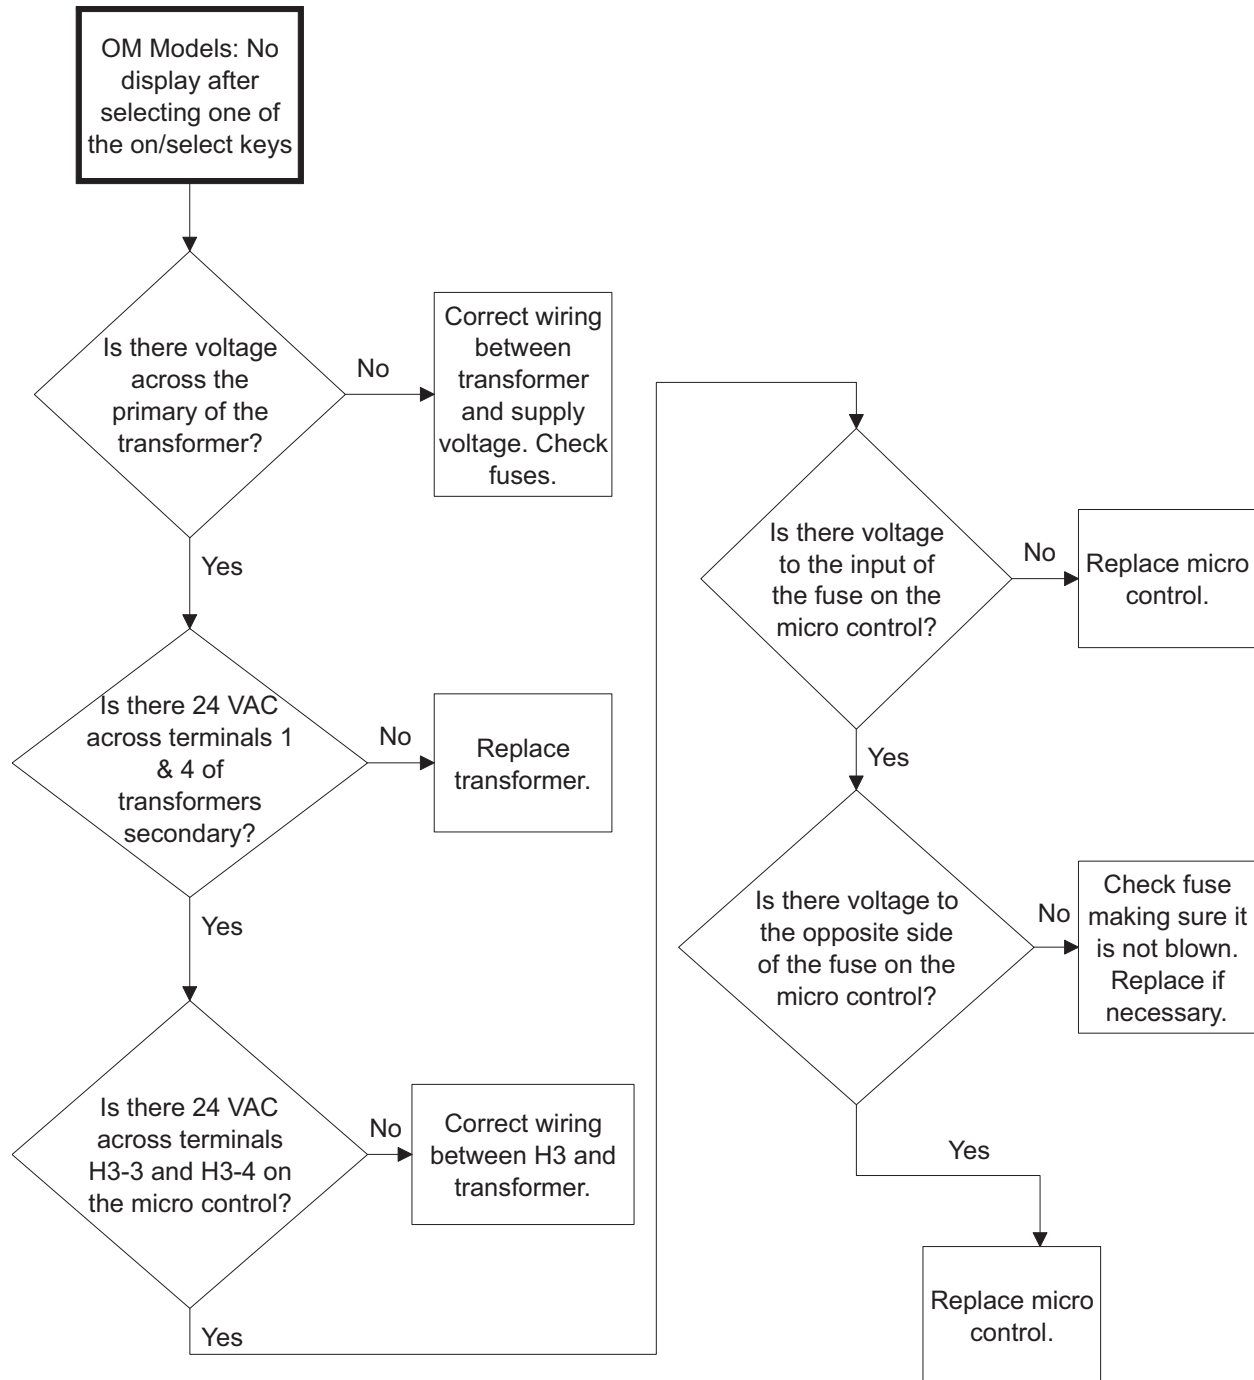 OM Models: No
display after
selecting one of
the on/select keys
Is there voltage
across the
primary of the
transformer?
No
Correct wiring
between
transformer
and supply
voltage. Check
fuses.
Yes
Is there 24 VAC
across terminals 1
& 4 of
transformers
secondary?
No
Replace
transformer.
Yes
Is there 24 VAC
across terminals
H3-3 and H3-4 on
the micro control?
No
Correct wiring
between H3 and
transformer.
Yes
Is there voltage
to the input of
the fuse on the
micro control?
No
Replace micro
control.
Yes
Is there voltage to
the opposite side
of the fuse on the
micro control?
No
Check fuse
making sure it
is not blown.
Replace if
necessary.
Yes
Replace micro
control.